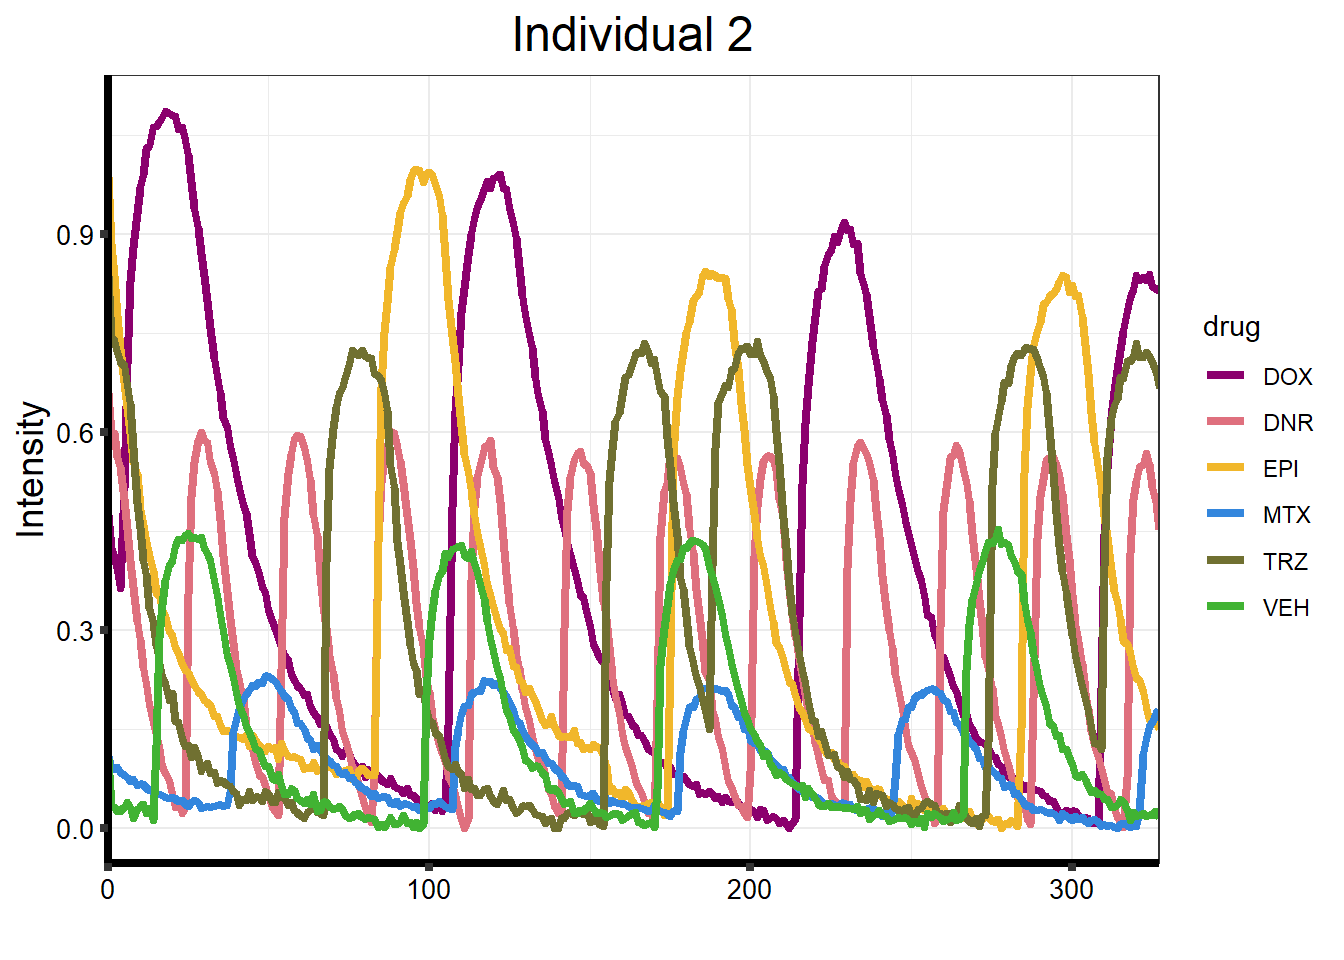 Individual 2
Intensity
0.9
0.6
0.3
0.0
0
100
200
300
drug
DOX
DNR
EPI
MTX
TRZ
VEH